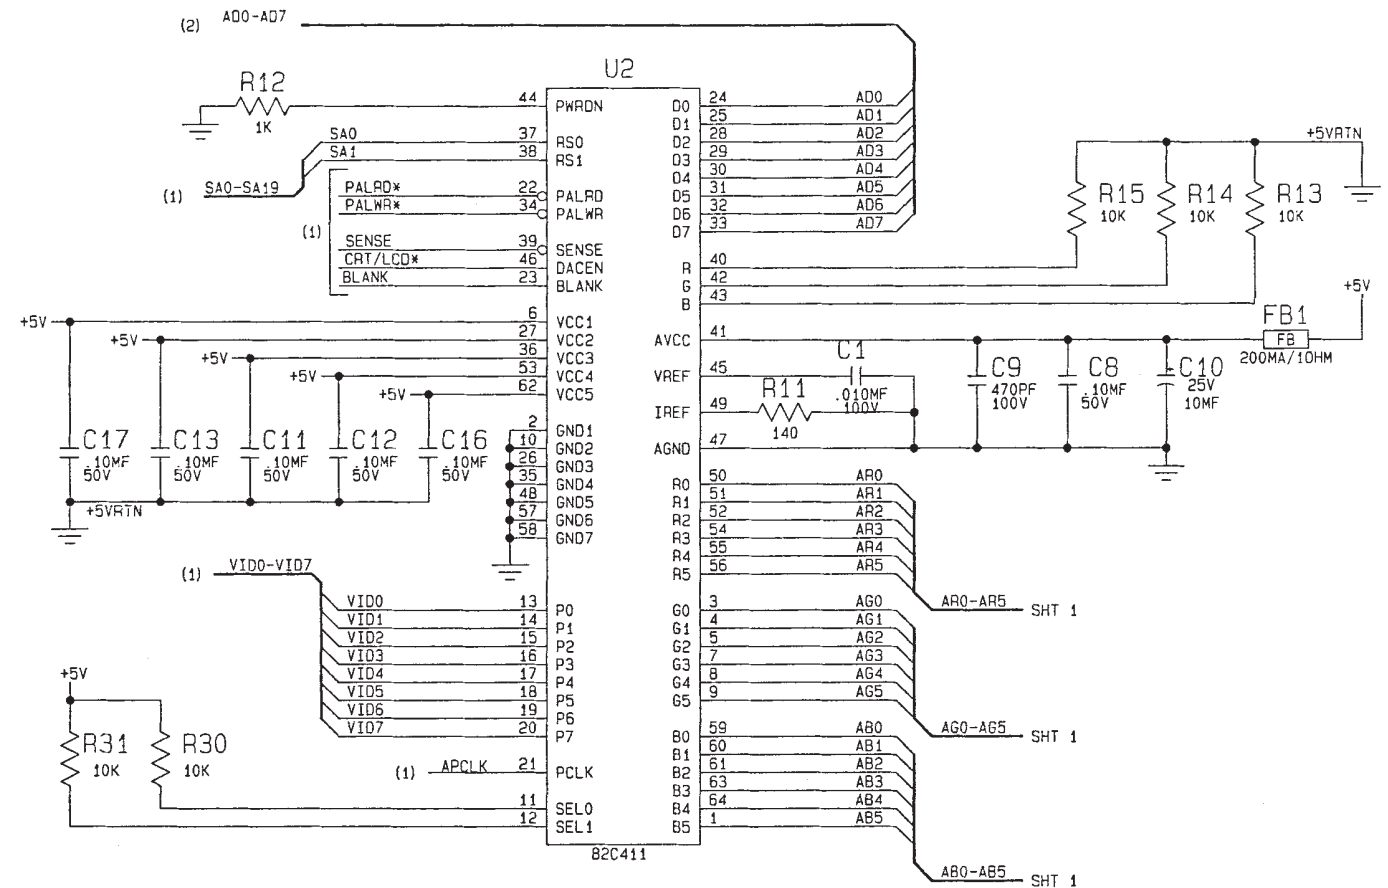 (2) AD0-AD7
U2
R12
1K
44 PWRDN
SA0 37 RS0
SA1 38 RS1
(1) SA0-SA19
(1)
PALRD* 22 PALRD
PALWR* 34 PALWR
SENSE 39 SENSE
CRT/LCD* 46 DACEN
BLANK 23 BLANK
+5V 6 VCC1
+5V 27 VCC2
+5V 36 VCC3
+5V 53 VCC4
+5V 62 VCC5
C17 .10MF 50V
C13 .10MF 50V
C11 .10MF 50V
C12 .10MF 50V
C16 .10MF 50V
+5VRTN
2 GND1
10 GND2
26 GND3
35 GND4
48 GND5
57 GND6
58 GND7
(1) VID0-VID7
VID0 13 P0
VID1 14 P1
VID2 15 P2
VID3 16 P3
VID4 17 P4
VID5 18 P5
VID6 19 P6
VID7 20 P7
+5V
R31 10K
R30 10K
(1) APCLK 21 PCLK
11 SEL0
12 SEL1
82C411
D0 24 AD0
D1 25 AD1
D2 28 AD2
D3 29 AD3
D4 30 AD4
D5 31 AD5
D6 32 AD6
D7 33 AD7
+5VRTN
R15 10K
R14 10K
R13 10K
R 40
G 42
B 43
+5V
FB1
FB
200MA/1OHM
AVCC 41
VREF 45
C1
.010MF
100V
IREF 49
R11
140
AGND 47
C9 470PF 100V
C8 .10MF 50V
+ C10 25V 10MF
R0 50 AR0
R1 51 AR1
R2 52 AR2
R3 54 AR3
R4 55 AR4
R5 56 AR5
AR0-AR5 SHT 1
G0 3 AG0
G1 4 AG1
G2 5 AG2
G3 7 AG3
G4 8 AG4
G5 9 AG5
AG0-AG5 SHT 1
B0 59 AB0
B1 60 AB1
B2 61 AB2
B3 63 AB3
B4 64 AB4
B5 1 AB5
AB0-AB5 SHT 1